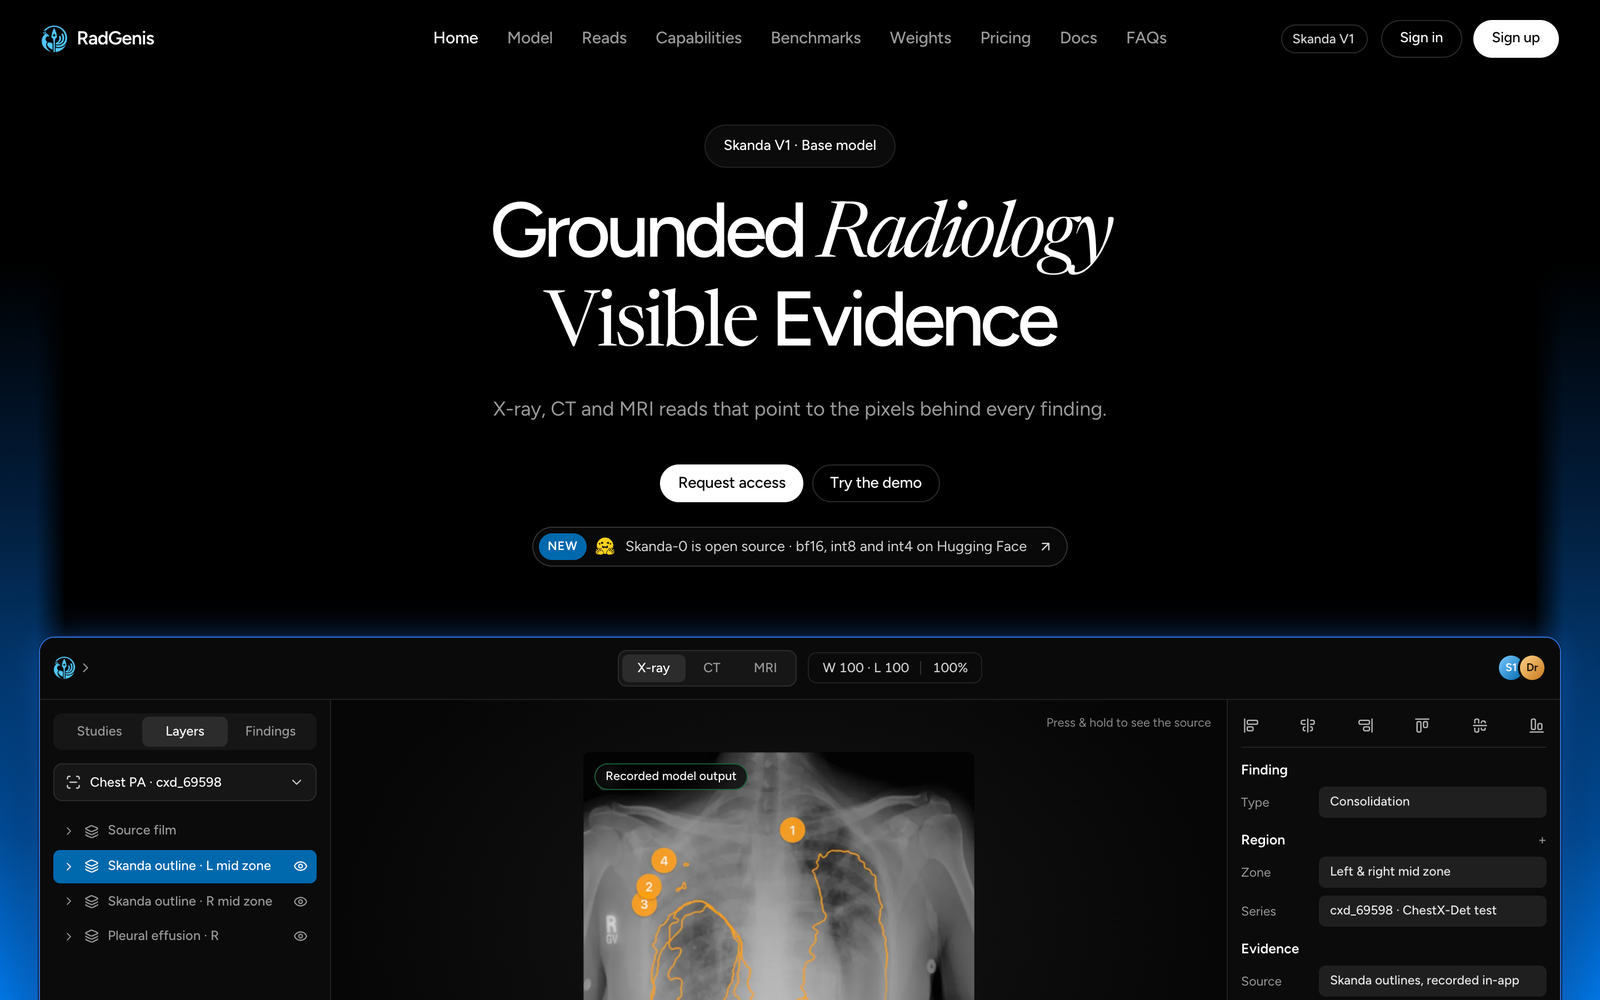 RadGenis
Home Model Reads Capabilities Benchmarks Weights Pricing Docs FAQs
Skanda V1 Sign in Sign up
Skanda V1 · Base model
Grounded Radiology
Visible Evidence
X-ray, CT and MRI reads that point to the pixels behind every finding.
Request access Try the demo
NEW 🤗 Skanda-0 is open source · bf16, int8 and int4 on Hugging Face
X-ray CT MRI W 100 · L 100 100%
S1 Dr
Studies Layers Findings
Chest PA · cxd_69598
Source film
Skanda outline · L mid zone
Skanda outline · R mid zone
Pleural effusion · R
Press & hold to see the source
Recorded model output
1
4
2
3
R
GV
Finding
Type Consolidation
Region +
Zone Left & right mid zone
Series cxd_69598 · ChestX-Det test
Evidence
Source Skanda outlines, recorded in-app